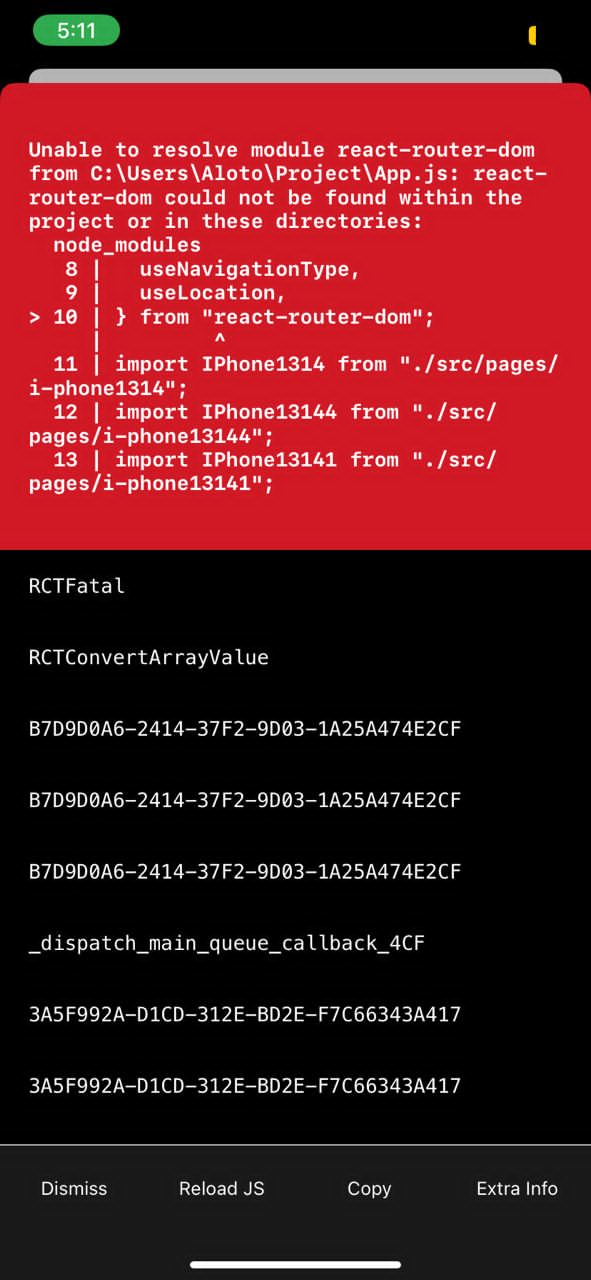 5:11
Unable to resolve module react-router-dom
from C:\Users\Aloto\Project\App.js: react-
router-dom could not be found within the
project or in these directories:
  node_modules
   8 |   useNavigationType,
   9 |   useLocation,
> 10 | } from "react-router-dom";
     |         ^
  11 | import IPhone1314 from "./src/pages/
i-phone1314";
  12 | import IPhone13144 from "./src/
pages/i-phone13144";
  13 | import IPhone13141 from "./src/
pages/i-phone13141";
RCTFatal
RCTConvertArrayValue
B7D9D0A6-2414-37F2-9D03-1A25A474E2CF
B7D9D0A6-2414-37F2-9D03-1A25A474E2CF
B7D9D0A6-2414-37F2-9D03-1A25A474E2CF
_dispatch_main_queue_callback_4CF
3A5F992A-D1CD-312E-BD2E-F7C66343A417
3A5F992A-D1CD-312E-BD2E-F7C66343A417
Dismiss Reload JS Copy Extra Info